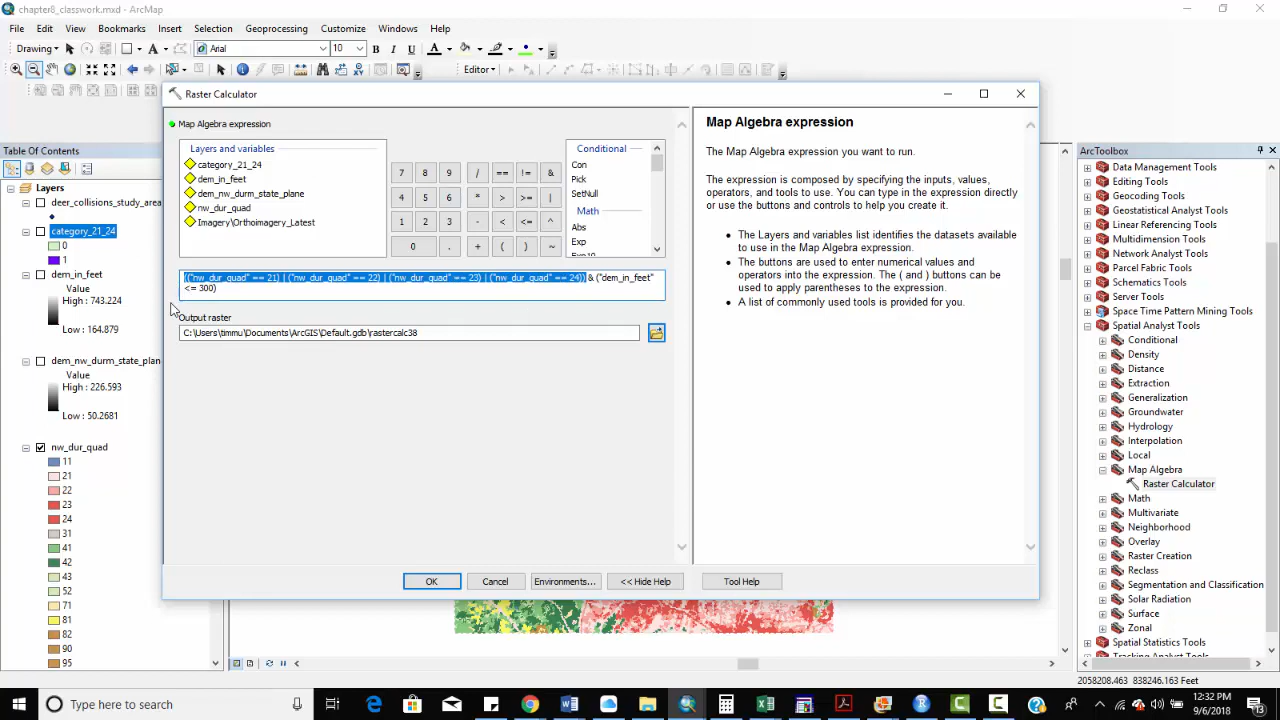 chapter8_classwork.mxd - ArcMap
File Edit View Bookmarks Insert Selection Geoprocessing Customize Windows Help
Drawing Arial 10 B I U A
Editor
Raster Calculator
Map Algebra expression
Layers and variables
category_21_24
dem_in_feet
dem_nw_durm_state_plane
nw_dur_quad
Imagery\Orthoimagery_Latest
7 8 9 / == != &
4 5 6 * > >= |
1 2 3 - < <= ^
0 . + ( ) ~
Conditional
Con
Pick
SetNull
Math
Abs
Exp
(("nw_dur_quad" == 21) | ("nw_dur_quad" == 22) | ("nw_dur_quad" == 23) | ("nw_dur_quad" == 24)) & ("dem_in_feet"
<= 300)
Output raster
C:\Users\timmu\Documents\ArcGIS\Default.gdb\rastercalc38
OK Cancel Environments... << Hide Help Tool Help
Map Algebra expression
The Map Algebra expression you want to run.
The expression is composed by specifying the inputs, values,
operators, and tools to use. You can type in the expression directly
or use the buttons and controls to help you create it.
• The Layers and variables list identifies the datasets available
to use in the Map Algebra expression.
• The buttons are used to enter numerical values and
operators into the expression. The ( and ) buttons can be
used to apply parentheses to the expression.
• A list of commonly used tools is provided for you.
Table Of Contents
Layers
deer_collisions_study_area
category_21_24
0
1
dem_in_feet
Value
High : 743.224
Low : 164.879
dem_nw_durm_state_plan
Value
High : 226.593
Low : 50.2681
nw_dur_quad
11
21
22
23
24
31
41
42
43
52
71
81
82
90
95
ArcToolbox
Data Management Tools
Editing Tools
Geocoding Tools
Geostatistical Analyst Tools
Linear Referencing Tools
Multidimension Tools
Network Analyst Tools
Parcel Fabric Tools
Schematics Tools
Server Tools
Space Time Pattern Mining Tools
Spatial Analyst Tools
Conditional
Density
Distance
Extraction
Generalization
Groundwater
Hydrology
Interpolation
Local
Map Algebra
Raster Calculator
Math
Multivariate
Neighborhood
Overlay
Raster Creation
Reclass
Segmentation and Classification
Solar Radiation
Surface
Zonal
Spatial Statistics Tools
Tracking Analyst Tools
2058208.463 838246.163 Feet
Type here to search
12:32 PM
9/6/2018